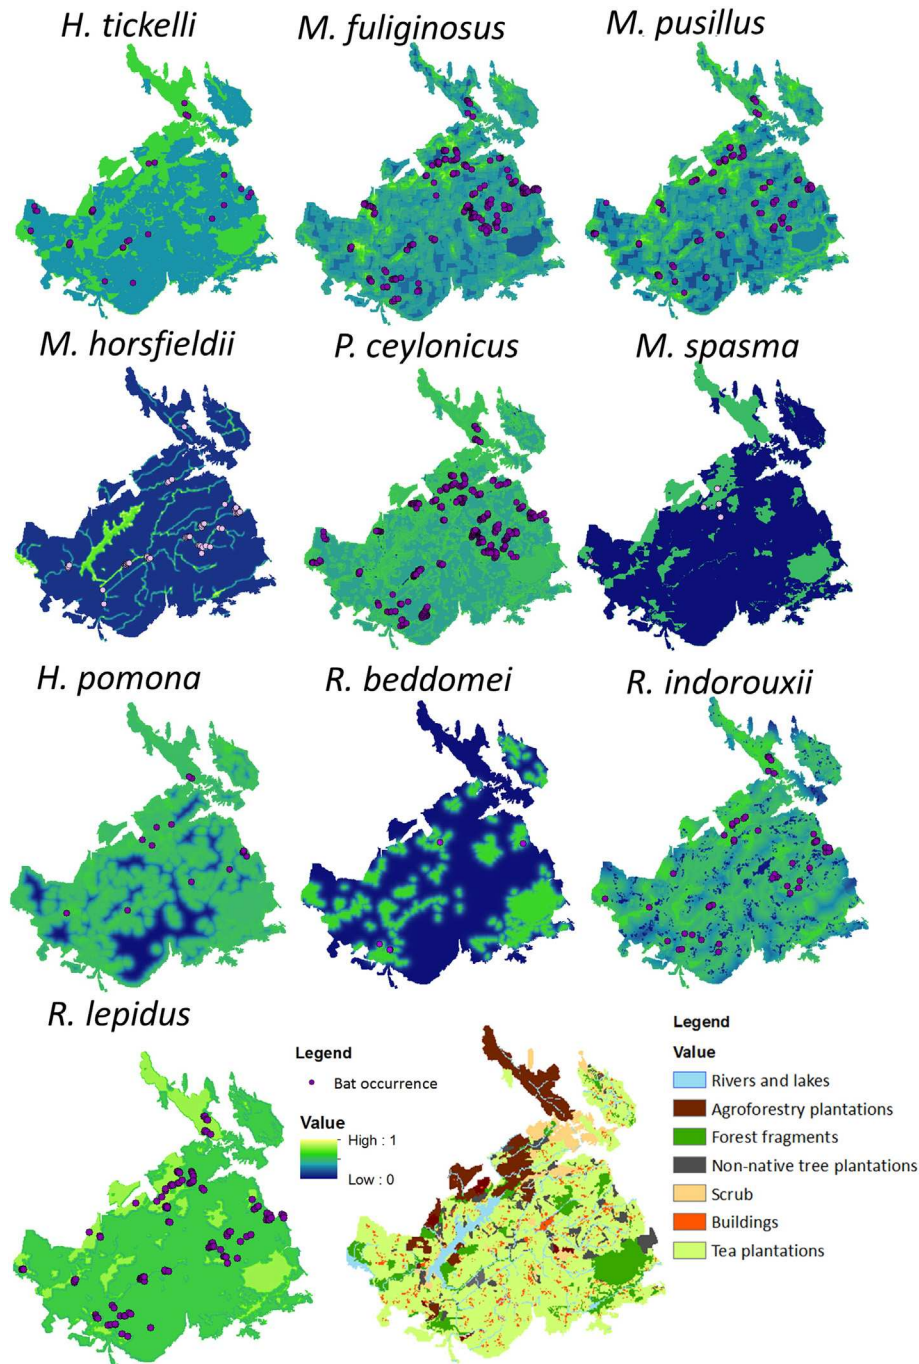 H. tickelli
M. fuliginosus
M. pusillus
M. horsfieldii
P. ceylonicus
M. spasma
H. pomona
R. beddomei
R. indorouxii
R. lepidus
Legend
Bat occurrence
Value
High : 1
Low : 0
Legend
Value
Rivers and lakes
Agroforestry plantations
Forest fragments
Non-native tree plantations
Scrub
Buildings
Tea plantations